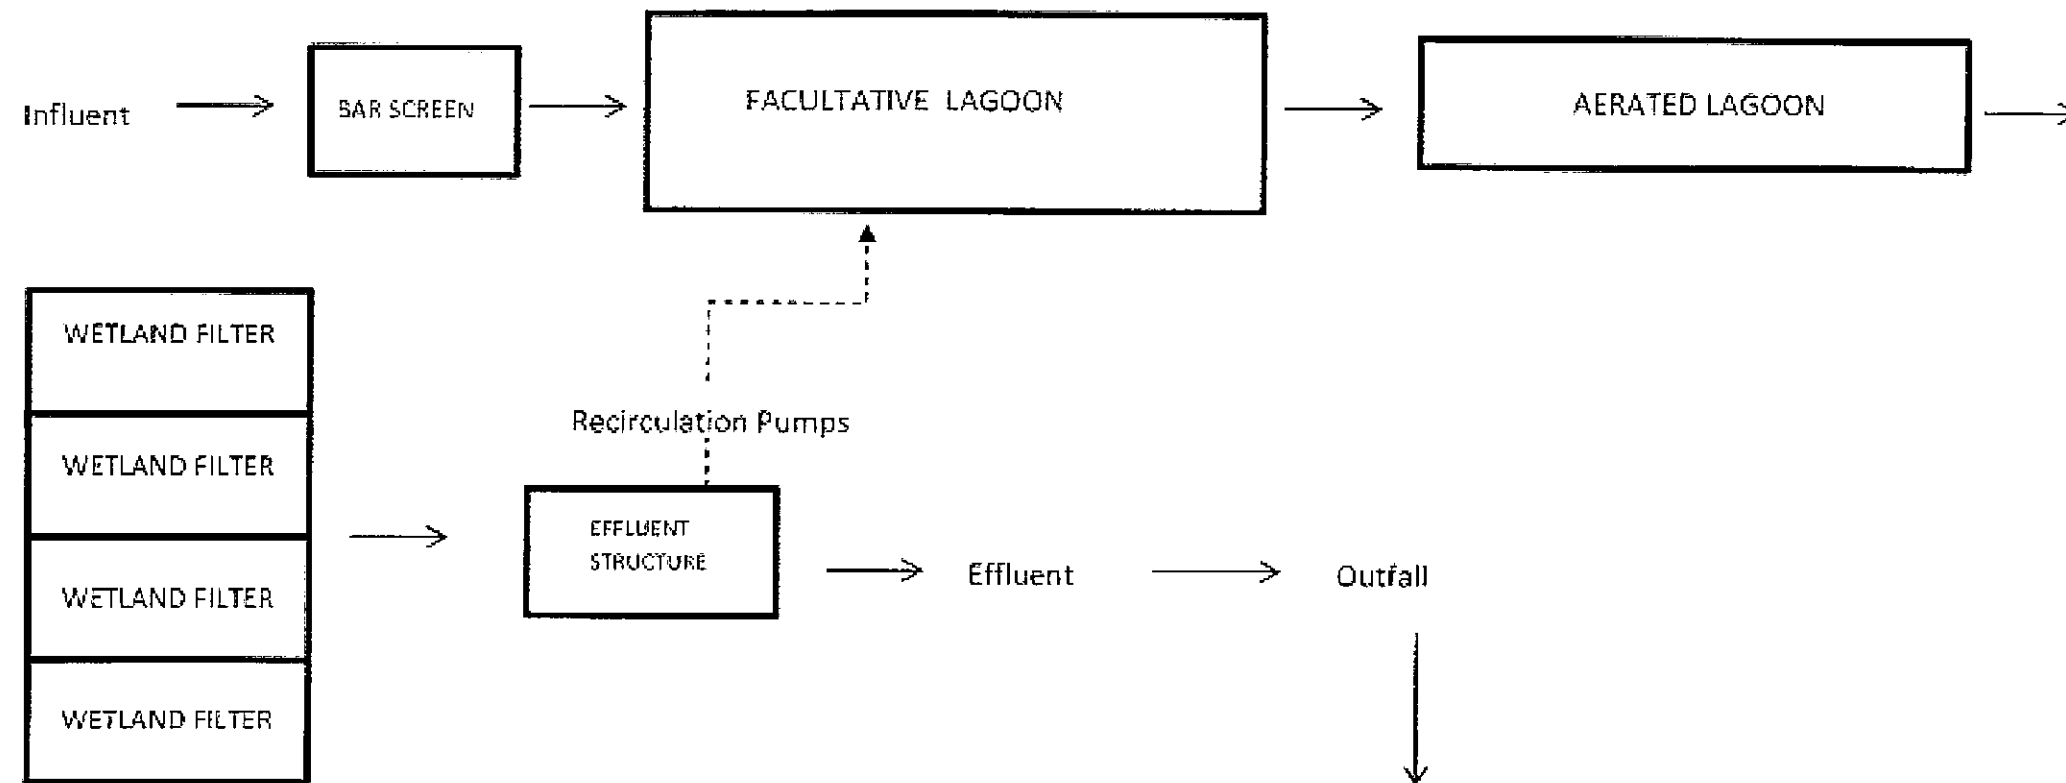 Influent
BAR SCREEN
FACULTATIVE LAGOON
AERATED LAGOON
WETLAND FILTER
WETLAND FILTER
WETLAND FILTER
WETLAND FILTER
Recirculation Pumps
EFFLUENT
STRUCTURE
Effluent
Outfall